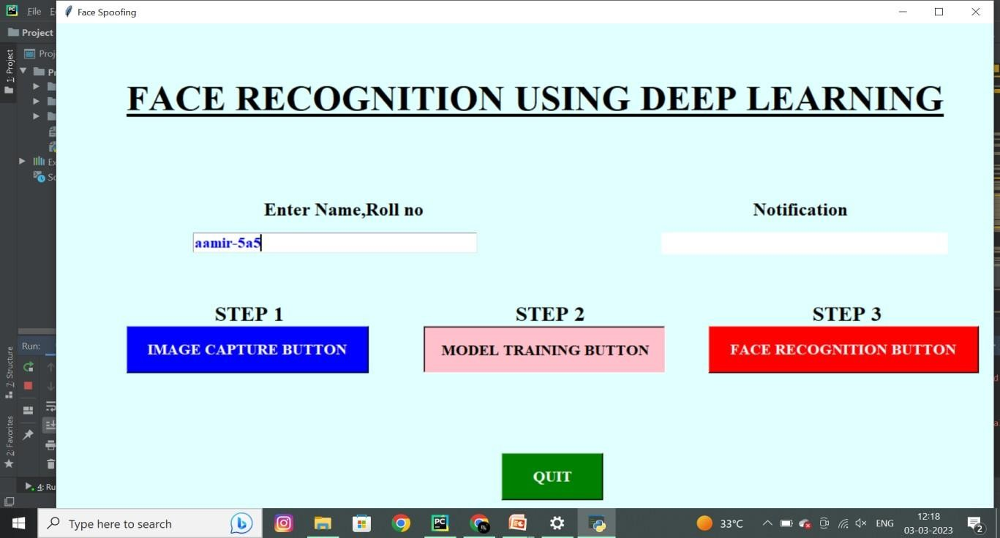 File
Face Spoofing
Project
1: Project
Proj
FACE RECOGNITION USING DEEP LEARNING
Enter Name,Roll no
Notification
aamir-5a5
STEP 1
STEP 2
STEP 3
IMAGE CAPTURE BUTTON
MODEL TRAINING BUTTON
FACE RECOGNITION BUTTON
Run:
7: Structure
2: Favorites
QUIT
4: Ru
Type here to search
33°C
ENG
12:18
03-03-2023
2